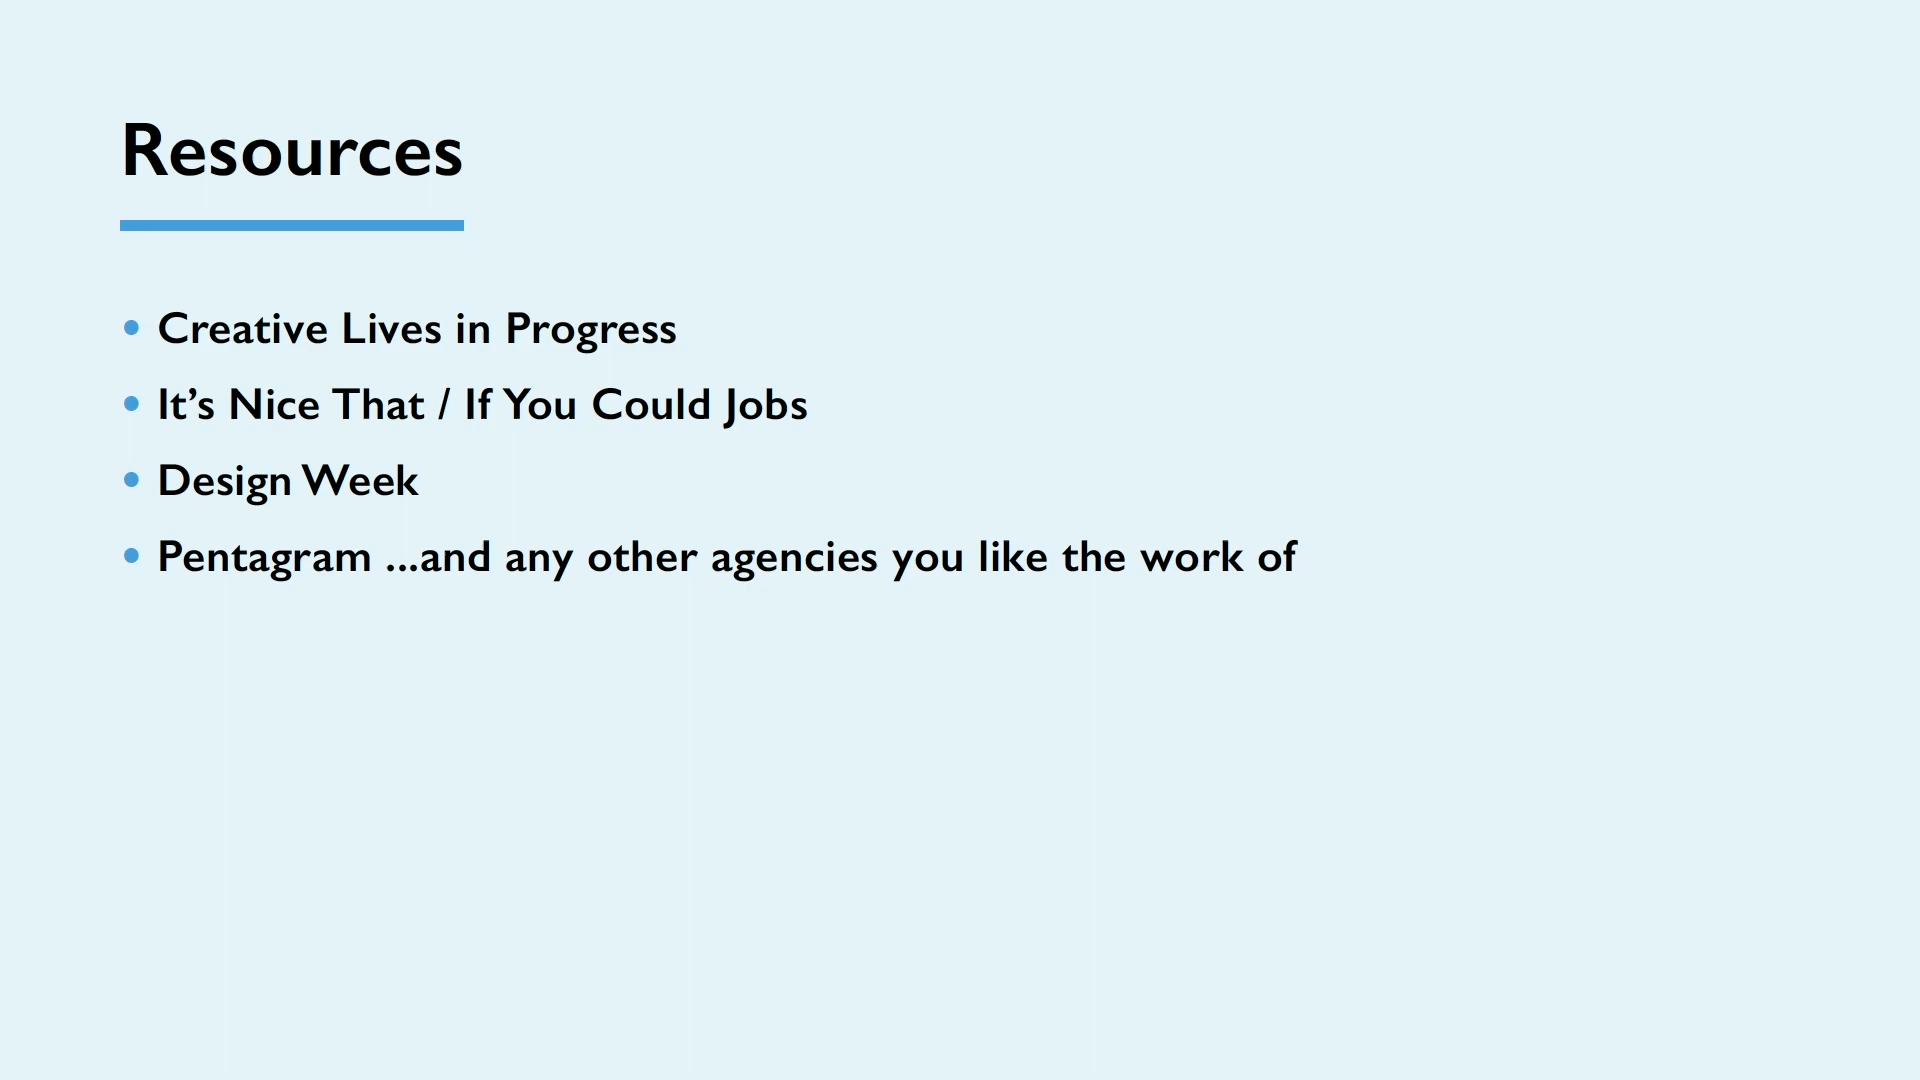 Resources
• Creative Lives in Progress
• It’s Nice That / If You Could Jobs
• Design Week
• Pentagram ...and any other agencies you like the work of